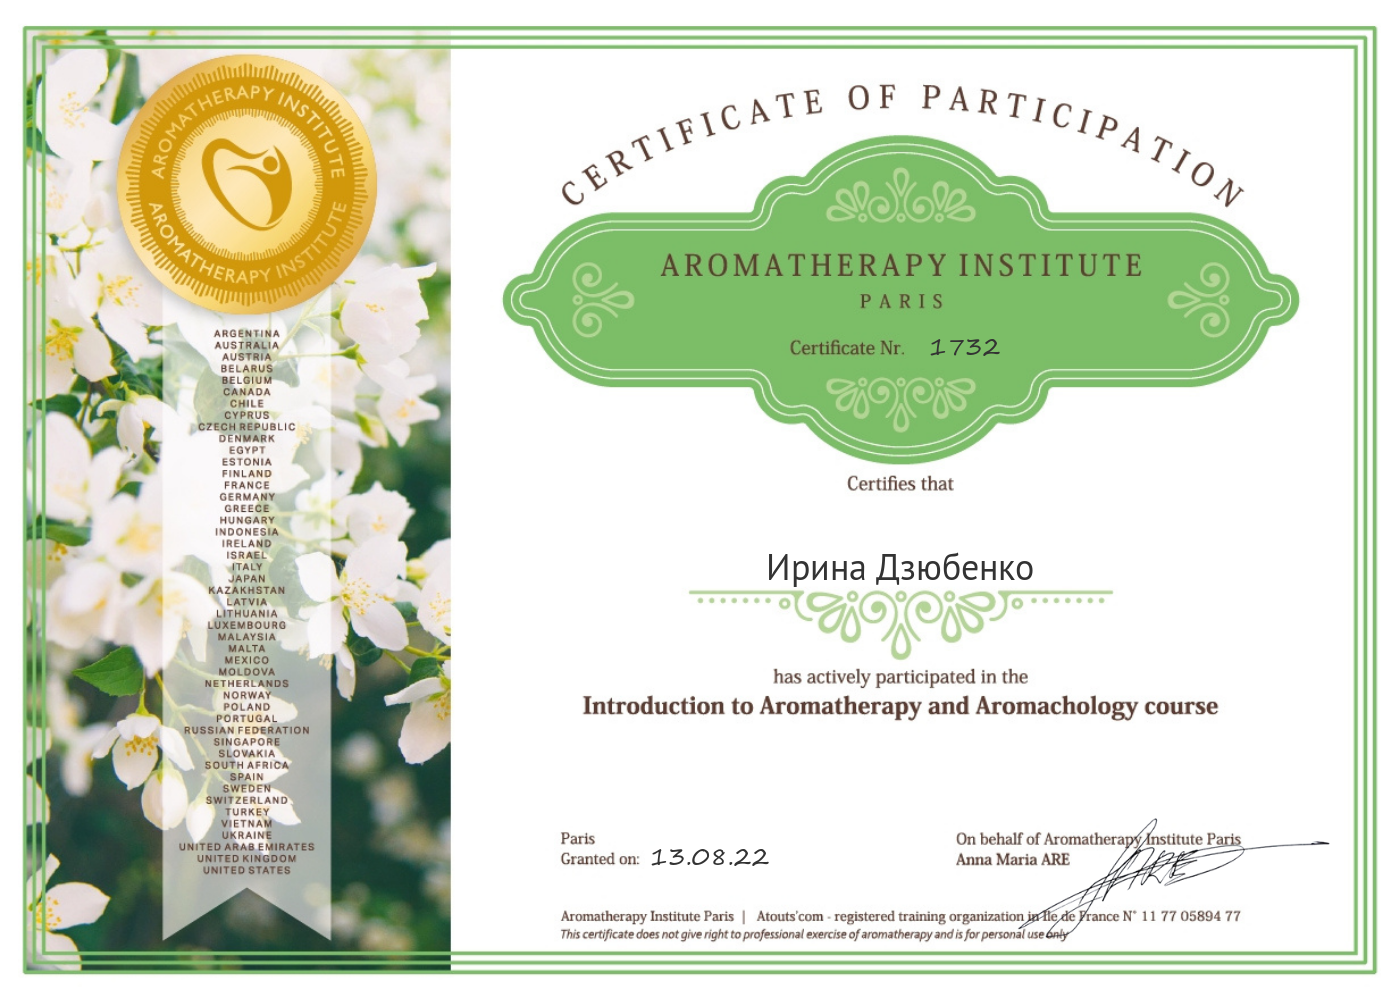 AROMATHERAPY INSTITUTE
AROMATHERAPY INSTITUTE
ARGENTINA
AUSTRALIA
AUSTRIA
BELARUS
BELGIUM
CANADA
CHILE
CYPRUS
CZECH REPUBLIC
DENMARK
EGYPT
ESTONIA
FINLAND
FRANCE
GERMANY
GREECE
HUNGARY
INDONESIA
IRELAND
ISRAEL
ITALY
JAPAN
KAZAKHSTAN
LATVIA
LITHUANIA
LUXEMBOURG
MALAYSIA
MALTA
MEXICO
MOLDOVA
NETHERLANDS
NORWAY
POLAND
PORTUGAL
RUSSIAN FEDERATION
SINGAPORE
SLOVAKIA
SOUTH AFRICA
SPAIN
SWEDEN
SWITZERLAND
TURKEY
VIETNAM
UKRAINE
UNITED ARAB EMIRATES
UNITED KINGDOM
UNITED STATES
CERTIFICATE OF PARTICIPATION
AROMATHERAPY INSTITUTE
PARIS
Certificate Nr. 1732
Certifies that
Ирина Дзюбенко
has actively participated in the
Introduction to Aromatherapy and Aromachology course
Paris
Granted on: 13.08.22
On behalf of Aromatherapy Institute Paris
Anna Maria ARE
ARE
Aromatherapy Institute Paris | Atouts'com - registered training organization in Ile de France N° 11 77 05894 77
This certificate does not give right to professional exercise of aromatherapy and is for personal use only